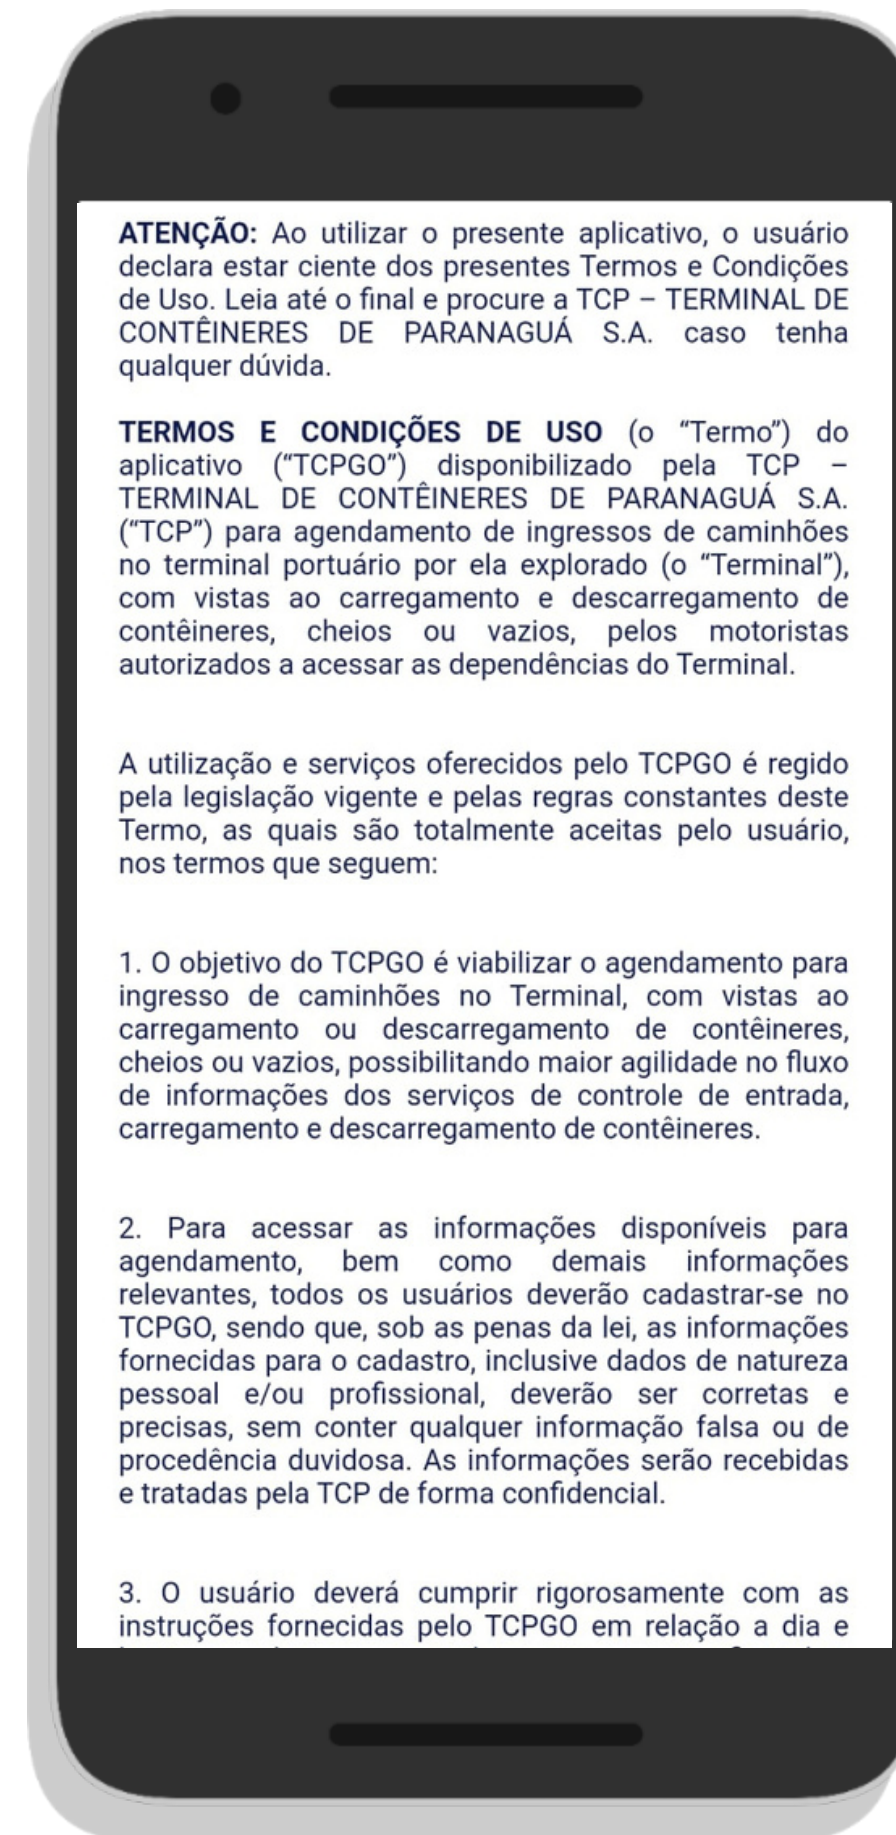 ATENÇÃO: Ao utilizar o presente aplicativo, o usuário
declara estar ciente dos presentes Termos e Condições
de Uso. Leia até o final e procure a TCP – TERMINAL DE
CONTÊINERES DE PARANAGUÁ S.A. caso tenha
qualquer dúvida.
TERMOS E CONDIÇÕES DE USO (o “Termo”) do
aplicativo (“TCPGO”) disponibilizado pela TCP –
TERMINAL DE CONTÊINERES DE PARANAGUÁ S.A.
(“TCP”) para agendamento de ingressos de caminhões
no terminal portuário por ela explorado (o “Terminal”),
com vistas ao carregamento e descarregamento de
contêineres, cheios ou vazios, pelos motoristas
autorizados a acessar as dependências do Terminal.
A utilização e serviços oferecidos pelo TCPGO é regido
pela legislação vigente e pelas regras constantes deste
Termo, as quais são totalmente aceitas pelo usuário,
nos termos que seguem:
1. O objetivo do TCPGO é viabilizar o agendamento para
ingresso de caminhões no Terminal, com vistas ao
carregamento ou descarregamento de contêineres,
cheios ou vazios, possibilitando maior agilidade no fluxo
de informações dos serviços de controle de entrada,
carregamento e descarregamento de contêineres.
2. Para acessar as informações disponíveis para
agendamento, bem como demais informações
relevantes, todos os usuários deverão cadastrar-se no
TCPGO, sendo que, sob as penas da lei, as informações
fornecidas para o cadastro, inclusive dados de natureza
pessoal e/ou profissional, deverão ser corretas e
precisas, sem conter qualquer informação falsa ou de
procedência duvidosa. As informações serão recebidas
e tratadas pela TCP de forma confidencial.
3. O usuário deverá cumprir rigorosamente com as
instruções fornecidas pelo TCPGO em relação a dia e